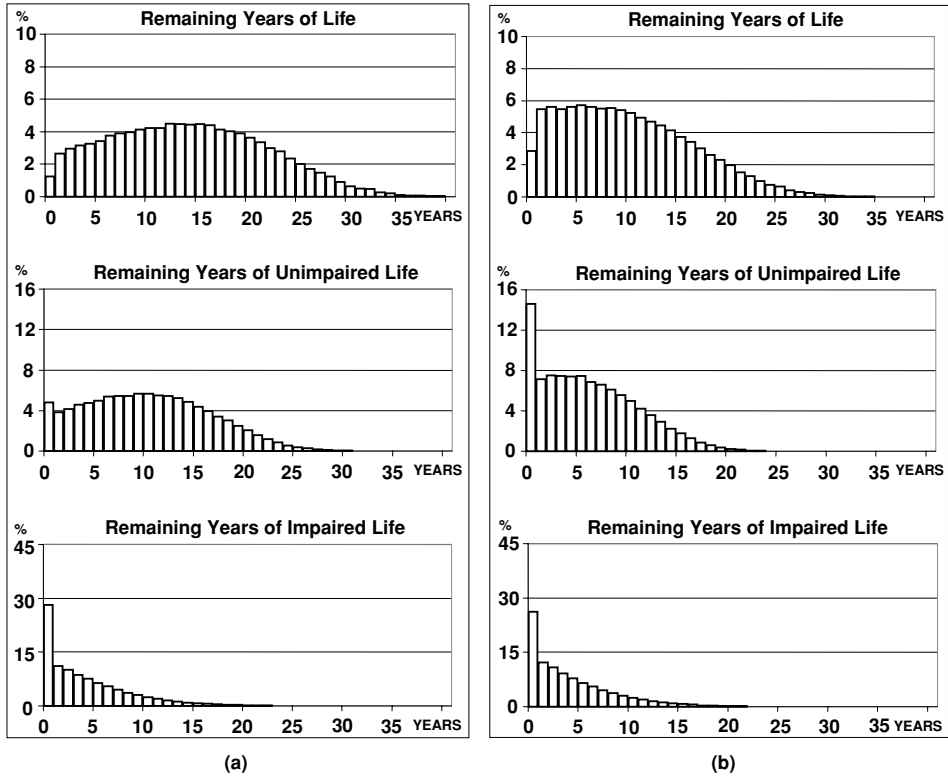 Remaining Years of Life
%
10
8
6
4
2
0
0 5 10 15 20 25 30 35 YEARS
Remaining Years of Unimpaired Life
%
16
12
8
4
0
0 5 10 15 20 25 30 35 YEARS
Remaining Years of Impaired Life
%
45
30
15
0
0 5 10 15 20 25 30 35 YEARS
(a)
Remaining Years of Life
%
10
8
6
4
2
0
0 5 10 15 20 25 30 35 YEARS
Remaining Years of Unimpaired Life
%
16
12
8
4
0
0 5 10 15 20 25 30 35 YEARS
Remaining Years of Impaired Life
%
45
30
15
0
0 5 10 15 20 25 30 35 YEARS
(b)